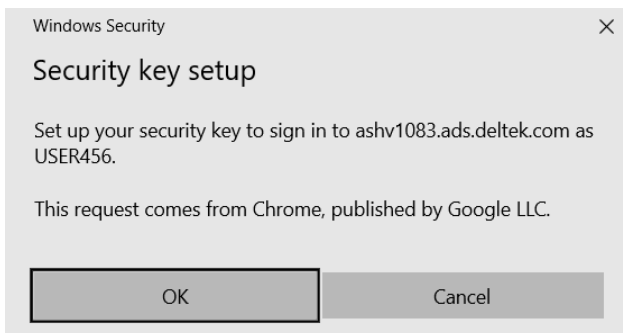 Windows Security
Security key setup
Set up your security key to sign in to ashv1083.ads.deltek.com as
USER456.
This request comes from Chrome, published by Google LLC.
OK
Cancel